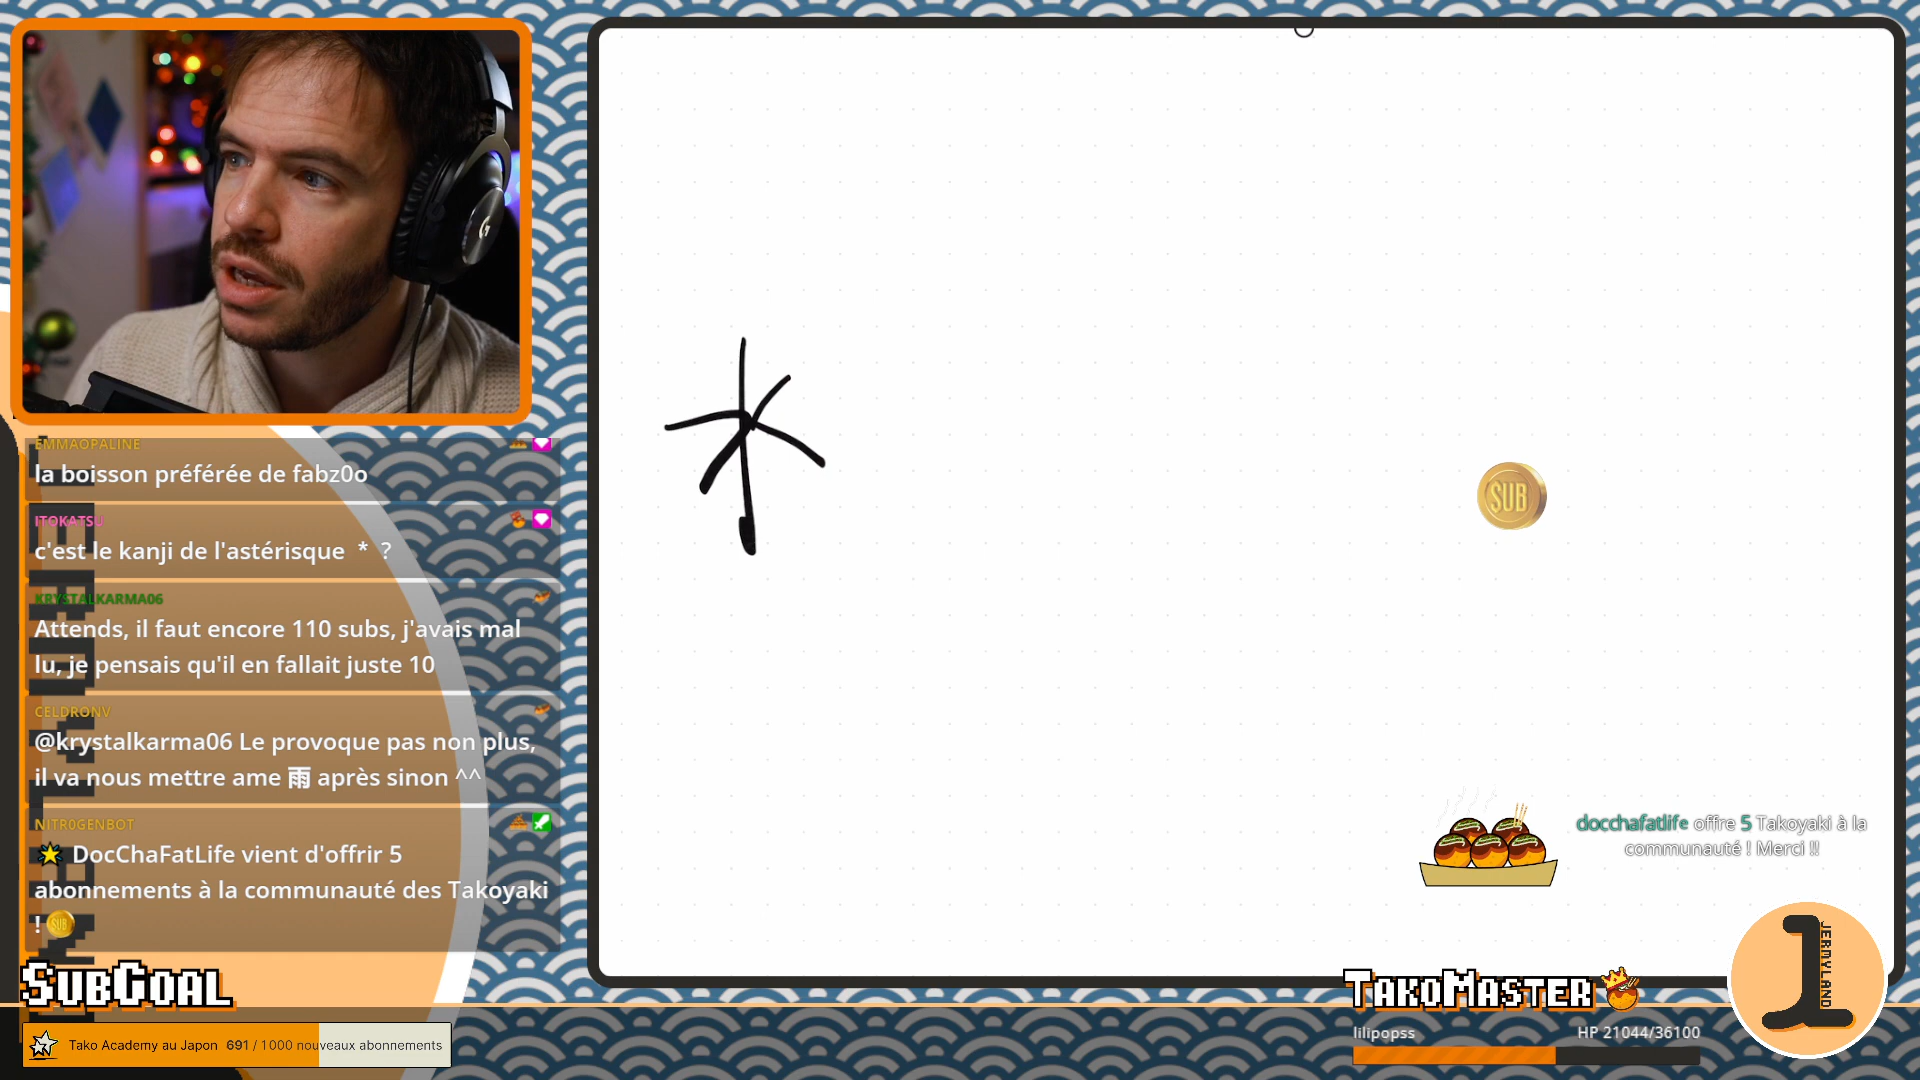 EMMAOPALINE
la boisson préférée de fabz0o
ITOKATSU
c'est le kanji de l'astérisque * ?
KRYSTALKARMA06
Attends, il faut encore 110 subs, j'avais mal
lu, je pensais qu'il en fallait juste 10
CELDRONV
@krystalkarma06 Le provoque pas non plus,
il va nous mettre ame 雨 après sinon ^^
NITR0GENBOT
DocChaFatLife vient d'offrir 5
abonnements à la communauté des Takoyaki
! SUB
SUBGOAL
Tako Academy au Japon 691 / 1000 nouveaux abonnements
SUB
docchafatlife offre 5 Takoyaki à la
communauté ! Merci !!
TAKOMASTER
lilipopss HP 21044/36100
JEREMYLAND